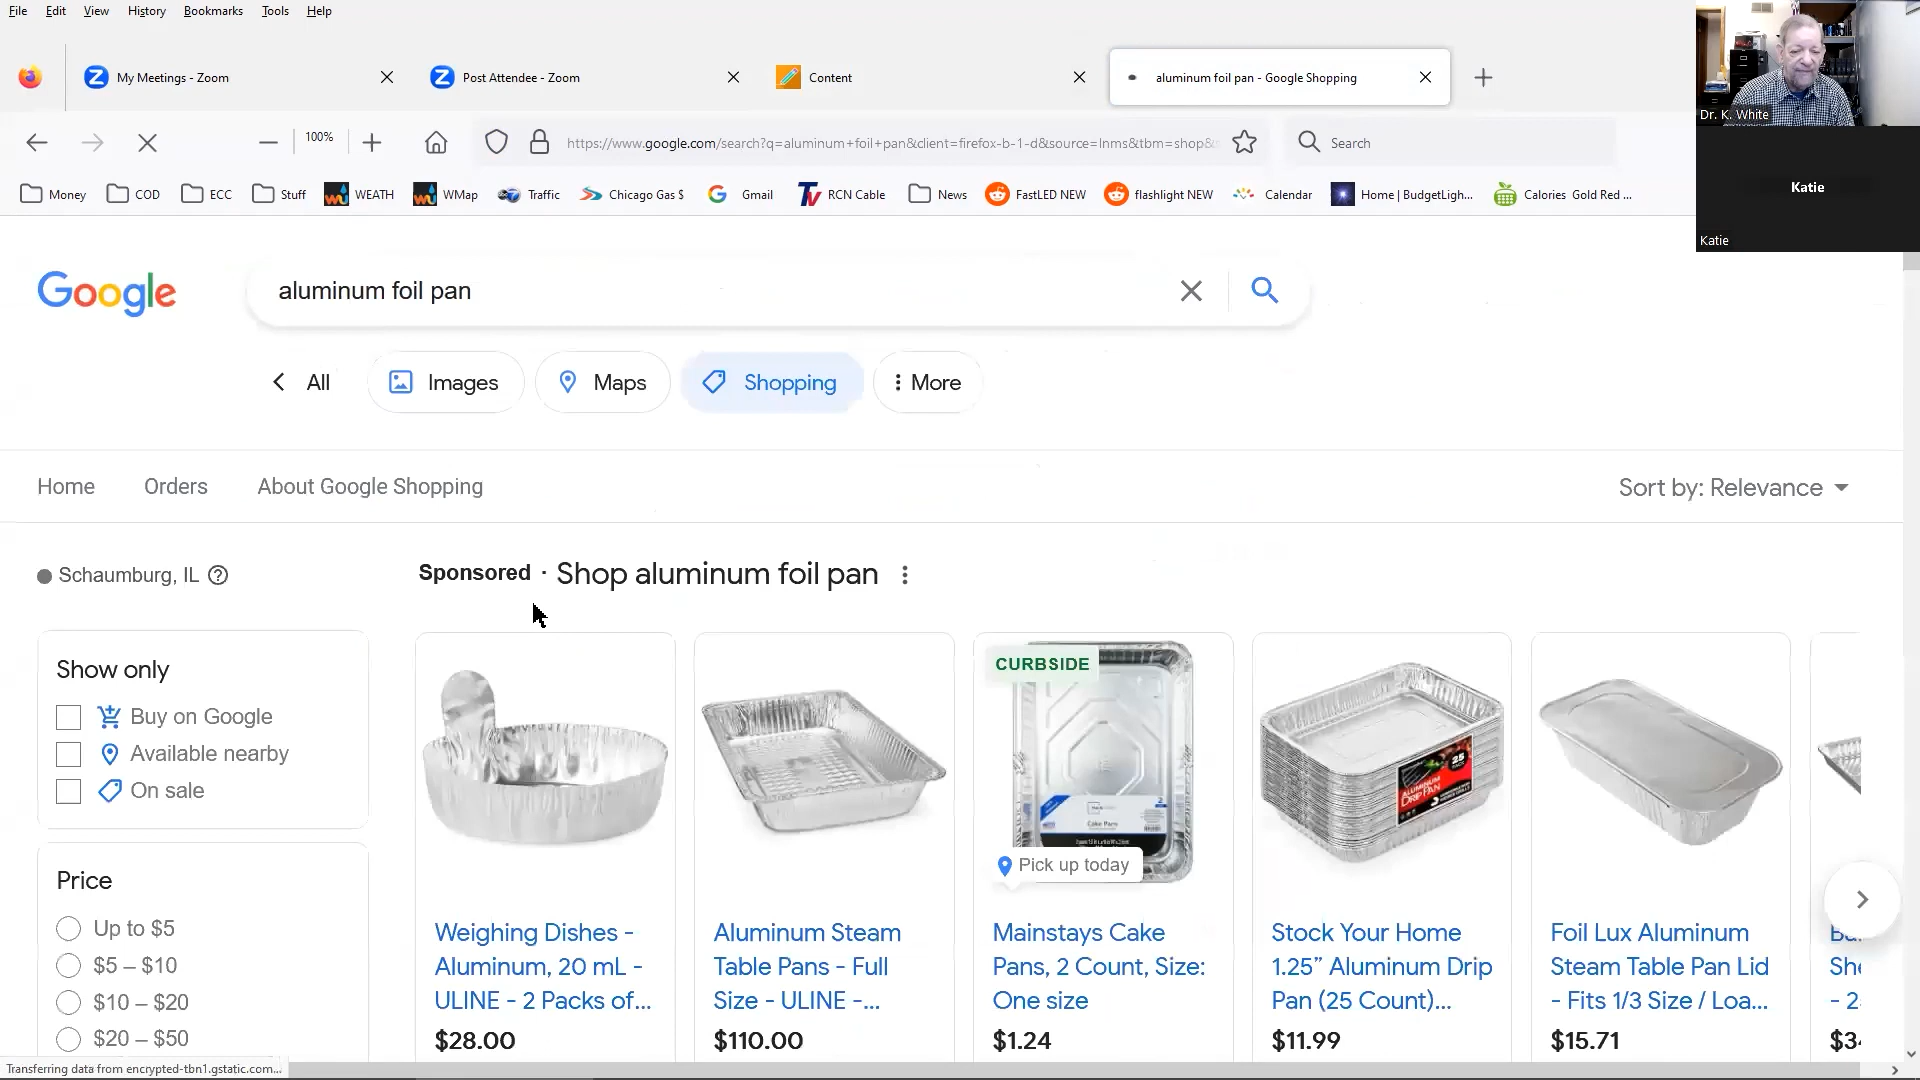 File Edit View History Bookmarks Tools Help
My Meetings - Zoom
Post Attendee - Zoom
Content
aluminum foil pan - Google Shopping
100%
https://www.google.com/search?q=aluminum+foil+pan&client=firefox-b-1-d&source=lnms&tbm=shop&
Search
Money COD ECC Stuff WEATH WMap Traffic Chicago Gas $ Gmail RCN Cable News FastLED NEW flashlight NEW Calendar Home | BudgetLigh... Calories Gold Red ...
Dr. K. White
Katie
Katie
Google
aluminum foil pan
All Images Maps Shopping More
Home Orders About Google Shopping
Sort by: Relevance
Schaumburg, IL
Sponsored · Shop aluminum foil pan
Show only
Buy on Google
Available nearby
On sale
Price
Up to $5
$5 – $10
$10 – $20
$20 – $50
CURBSIDE
Cake Pans
Pick up today
25
ALUMINUM
DRIP PAN
Weighing Dishes -
Aluminum, 20 mL -
ULINE - 2 Packs of...
$28.00
Aluminum Steam
Table Pans - Full
Size - ULINE -...
$110.00
Mainstays Cake
Pans, 2 Count, Size:
One size
$1.24
Stock Your Home
1.25” Aluminum Drip
Pan (25 Count)...
$11.99
Foil Lux Aluminum
Steam Table Pan Lid
- Fits 1/3 Size / Loa...
$15.71
She
- 2
Transferring data from encrypted-tbn1.gstatic.com...